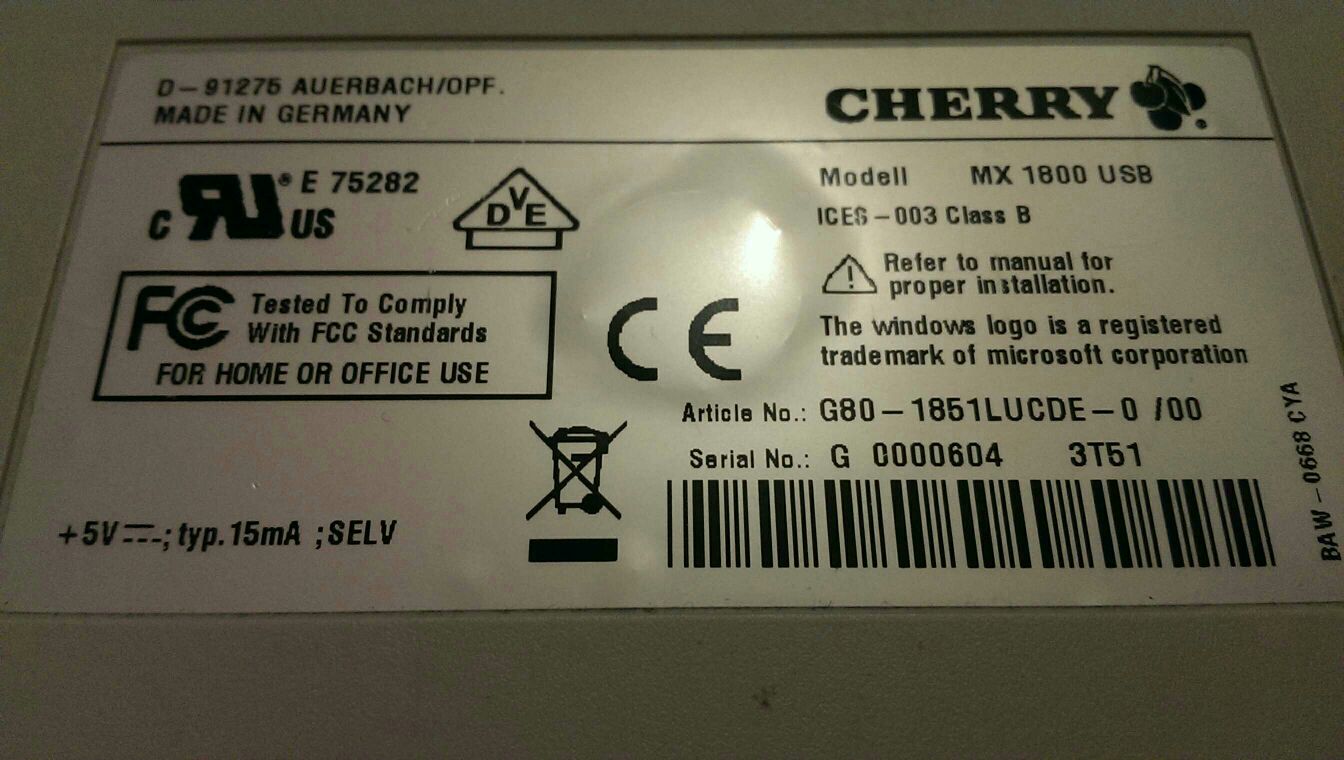 D-91275 AUERBACH/OPF.
MADE IN GERMANY
CHERRY
C RU® US E 75282
DVE
Modell MX 1800 USB
ICES-003 Class B
Refer to manual for
proper installation.
FC Tested To Comply
With FCC Standards
FOR HOME OR OFFICE USE
CE
The windows logo is a registered
trademark of microsoft corporation
Article No.: G80-1851LUCDE-0 /00
Serial No.: G 0000604 3T51
+5V ⎓; typ.15mA ;SELV
BAW-0668 CYA